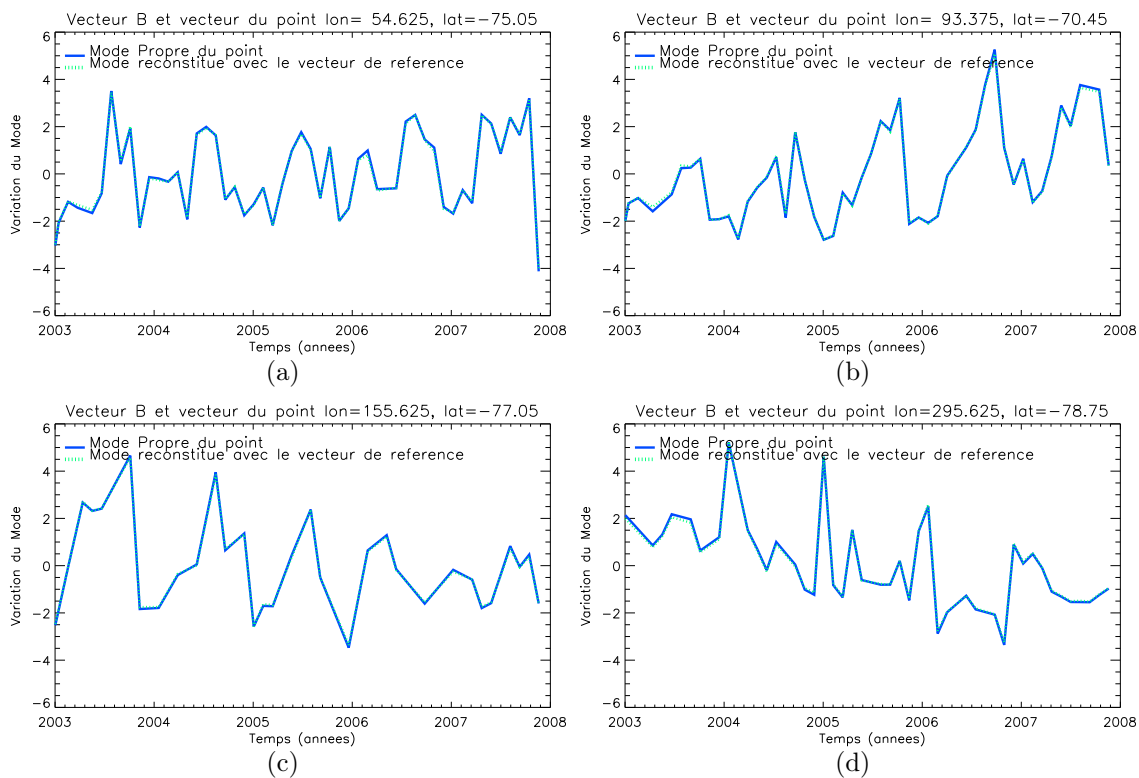 Vecteur B et vecteur du point lon= 54.625, lat=-75.05
6
Mode Propre du point
Mode reconstitue avec le vecteur de reference
4
2
0
-2
-4
-6
Variation du Mode
2003 2004 2005 2006 2007 2008
Temps (annees)
(a)
Vecteur B et vecteur du point lon= 93.375, lat=-70.45
6
Mode Propre du point
Mode reconstitue avec le vecteur de reference
4
2
0
-2
-4
-6
Variation du Mode
2003 2004 2005 2006 2007 2008
Temps (annees)
(b)
Vecteur B et vecteur du point lon=155.625, lat=-77.05
6
Mode Propre du point
Mode reconstitue avec le vecteur de reference
4
2
0
-2
-4
-6
Variation du Mode
2003 2004 2005 2006 2007 2008
Temps (annees)
(c)
Vecteur B et vecteur du point lon=295.625, lat=-78.75
6
Mode Propre du point
Mode reconstitue avec le vecteur de reference
4
2
0
-2
-4
-6
Variation du Mode
2003 2004 2005 2006 2007 2008
Temps (annees)
(d)